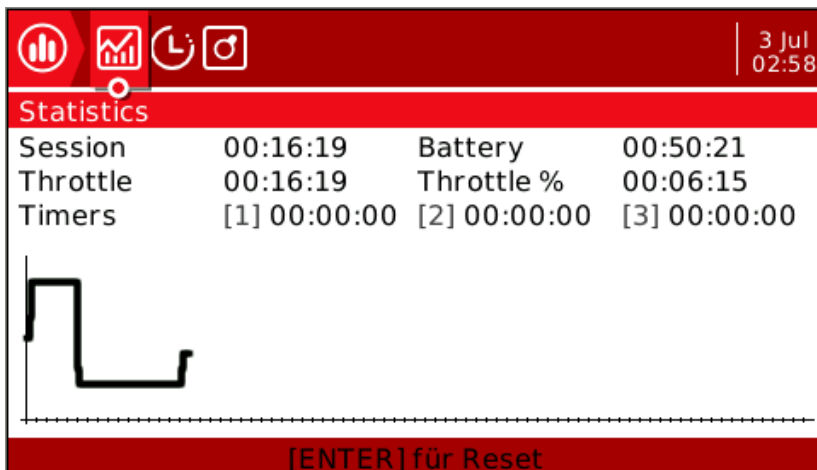 3 Jul
02:58
Statistics
Session 00:16:19 Battery 00:50:21
Throttle 00:16:19 Throttle % 00:06:15
Timers [1] 00:00:00 [2] 00:00:00 [3] 00:00:00
[ENTER] für Reset